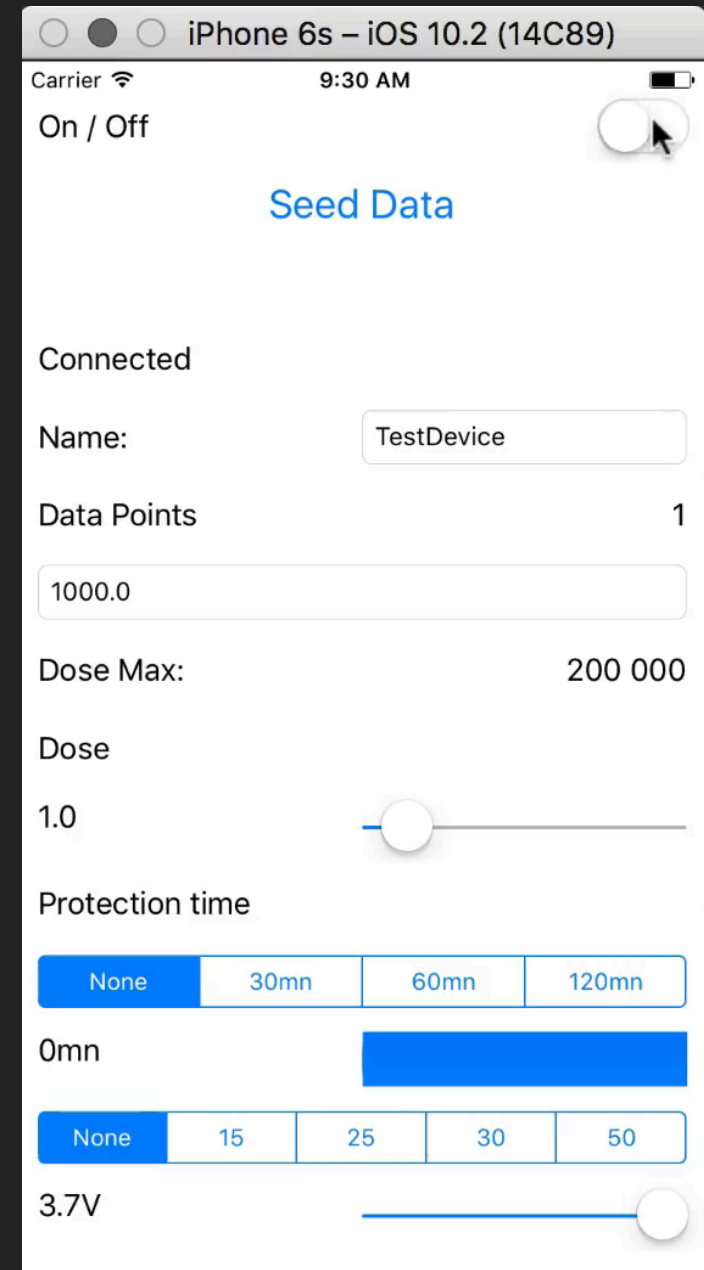 iPhone 6s – iOS 10.2 (14C89)
Carrier 9:30 AM
On / Off
Seed Data
Connected
Name: TestDevice
Data Points 1
1000.0
Dose Max: 200 000
Dose
1.0
Protection time
None 30mn 60mn 120mn
0mn
None 15 25 30 50
3.7V